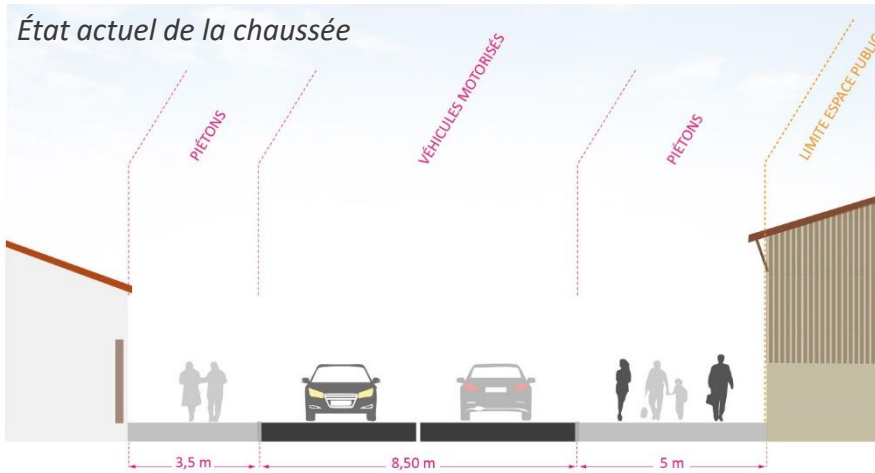 État actuel de la chaussée
PIÉTONS
VÉHICULES MOTORISÉS
PIÉTONS
LIMITE ESPACE PUBLIC
3,5 m
8,50 m
5 m